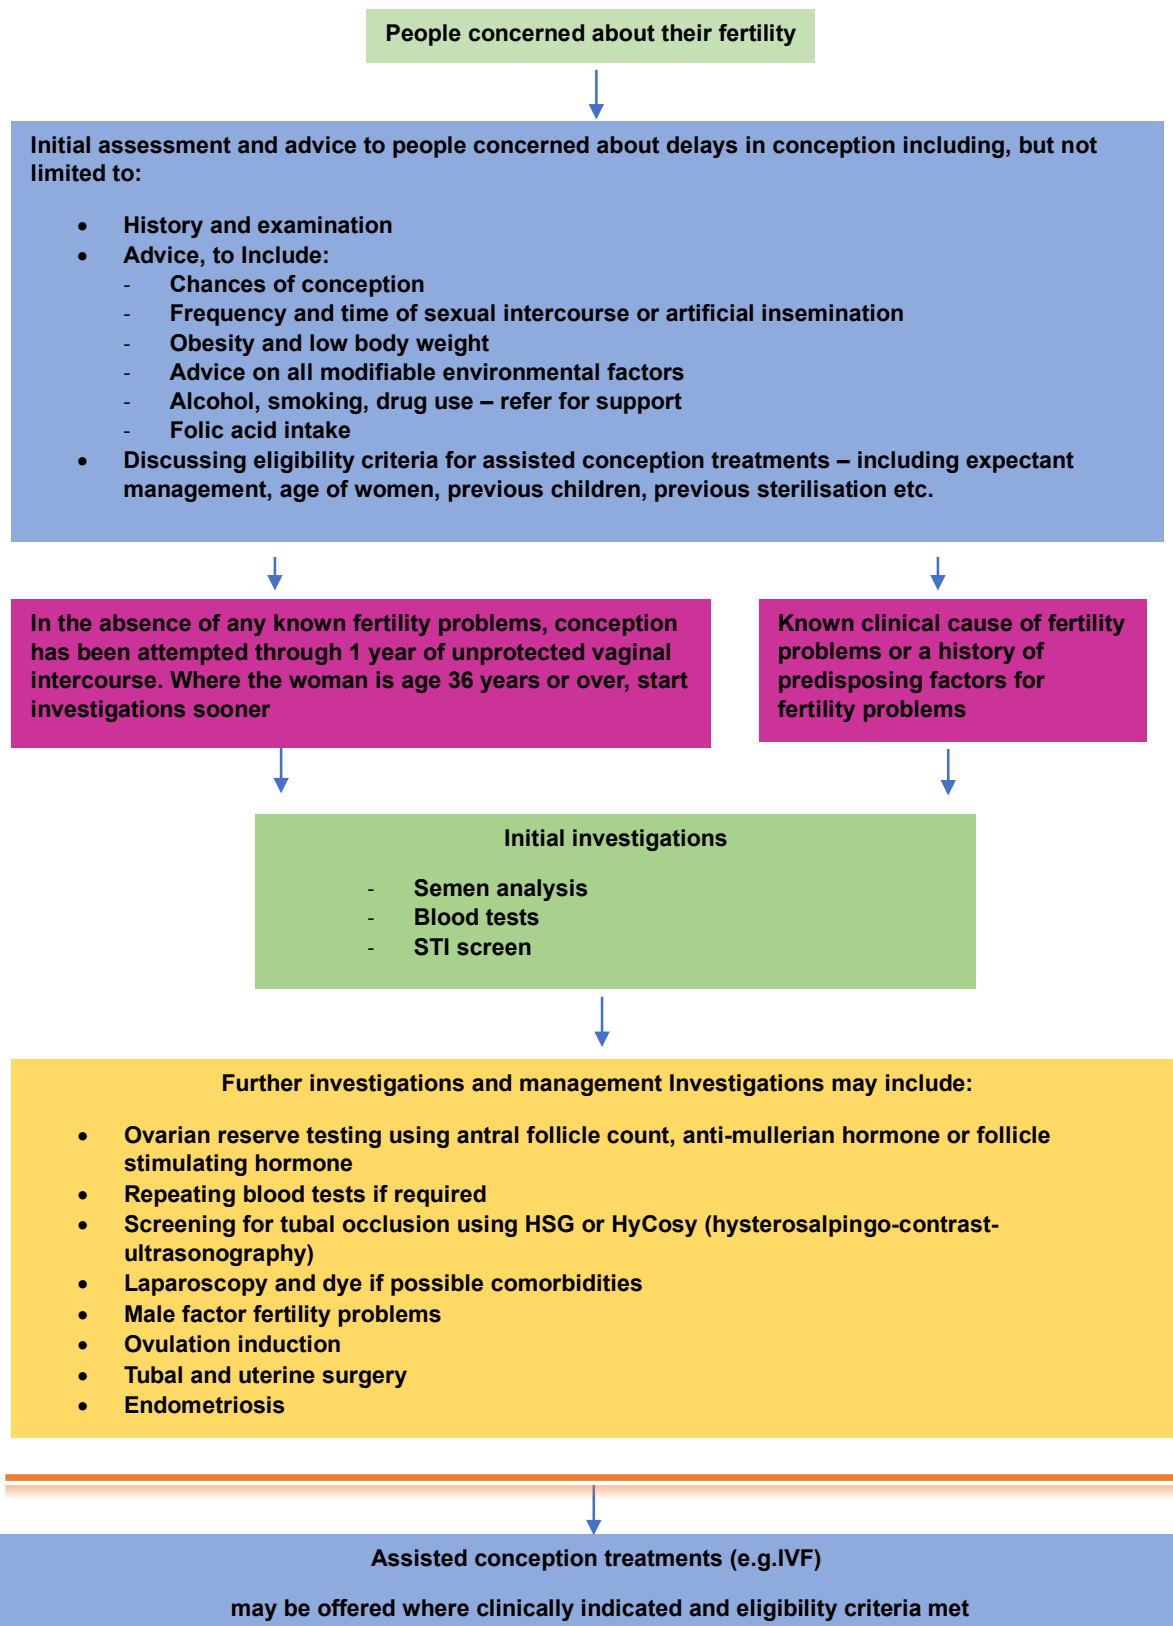 People concerned about their fertility
Initial assessment and advice to people concerned about delays in conception including, but not
limited to:
• History and examination
• Advice, to Include:
- Chances of conception
- Frequency and time of sexual intercourse or artificial insemination
- Obesity and low body weight
- Advice on all modifiable environmental factors
- Alcohol, smoking, drug use – refer for support
- Folic acid intake
• Discussing eligibility criteria for assisted conception treatments – including expectant
management, age of women, previous children, previous sterilisation etc.
In the absence of any known fertility problems, conception
has been attempted through 1 year of unprotected vaginal
intercourse. Where the woman is age 36 years or over, start
investigations sooner
Known clinical cause of fertility
problems or a history of
predisposing factors for
fertility problems
Initial investigations
- Semen analysis
- Blood tests
- STI screen
Further investigations and management Investigations may include:
• Ovarian reserve testing using antral follicle count, anti-mullerian hormone or follicle
stimulating hormone
• Repeating blood tests if required
• Screening for tubal occlusion using HSG or HyCosy (hysterosalpingo-contrast-
ultrasonography)
• Laparoscopy and dye if possible comorbidities
• Male factor fertility problems
• Ovulation induction
• Tubal and uterine surgery
• Endometriosis
Assisted conception treatments (e.g.IVF)
may be offered where clinically indicated and eligibility criteria met